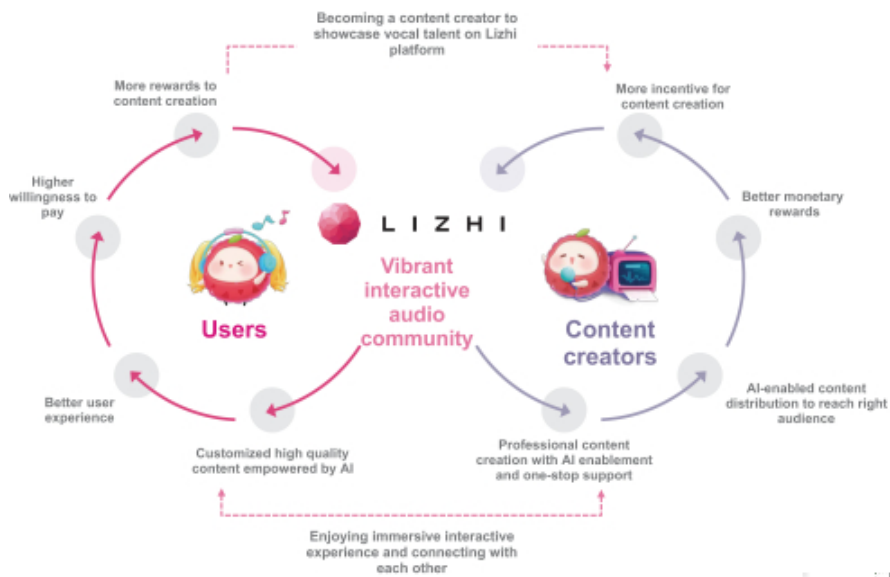 Becoming a content creator to
showcase vocal talent on Lizhi
platform
More rewards to
content creation
More incentive for
content creation
Higher
willingness to
pay
Better monetary
rewards
LIZHI
Vibrant
interactive
audio
community
Users
Content
creators
Better user
experience
AI-enabled content
distribution to reach right
audience
Customized high quality
content empowered by AI
Professional content
creation with AI enablement
and one-stop support
Enjoying immersive interactive
experience and connecting with
each other